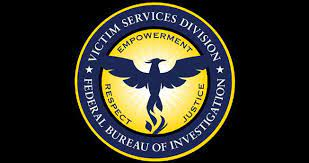 VICTIM SERVICES DIVISION
EMPOWERMENT
RESPECT
JUSTICE
FEDERAL BUREAU OF INVESTIGATION